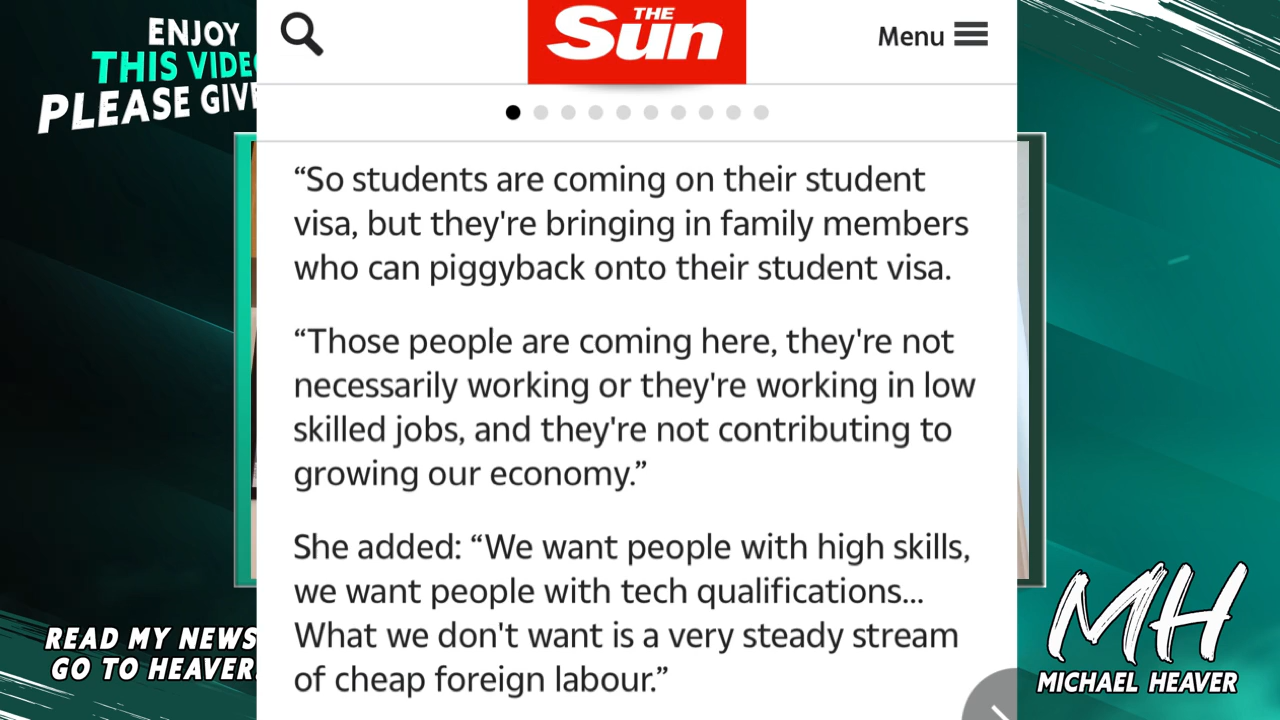 ENJOY
THIS VIDEO
PLEASE GIVE
THE
Sun
Menu
“So students are coming on their student
visa, but they're bringing in family members
who can piggyback onto their student visa.
“Those people are coming here, they're not
necessarily working or they're working in low
skilled jobs, and they're not contributing to
growing our economy.”
She added: “We want people with high skills,
we want people with tech qualifications...
What we don't want is a very steady stream
of cheap foreign labour.”
READ MY NEWS
GO TO HEAVER.
MH
MICHAEL HEAVER